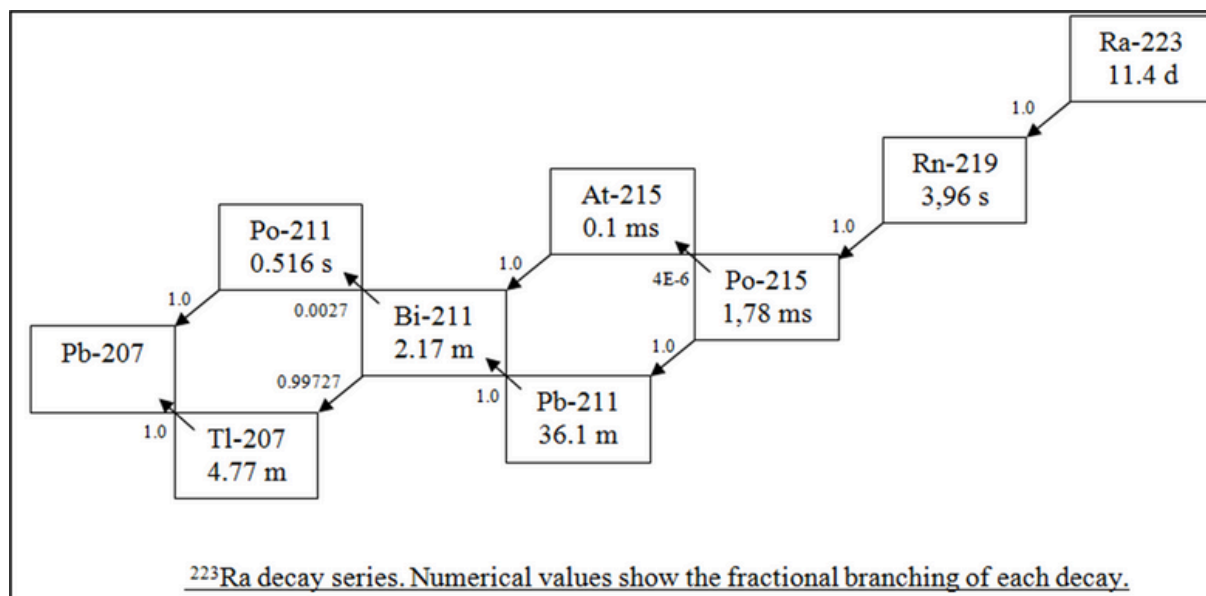 Ra-223
11.4 d
1.0
Rn-219
3,96 s
1.0
At-215
0.1 ms
4E-6
Po-215
1,78 ms
1.0
1.0
Po-211
0.516 s
0.0027
Bi-211
2.17 m
1.0
Pb-211
36.1 m
1.0
0.99727
Pb-207
1.0
Tl-207
4.77 m
²²³Ra decay series. Numerical values show the fractional branching of each decay.